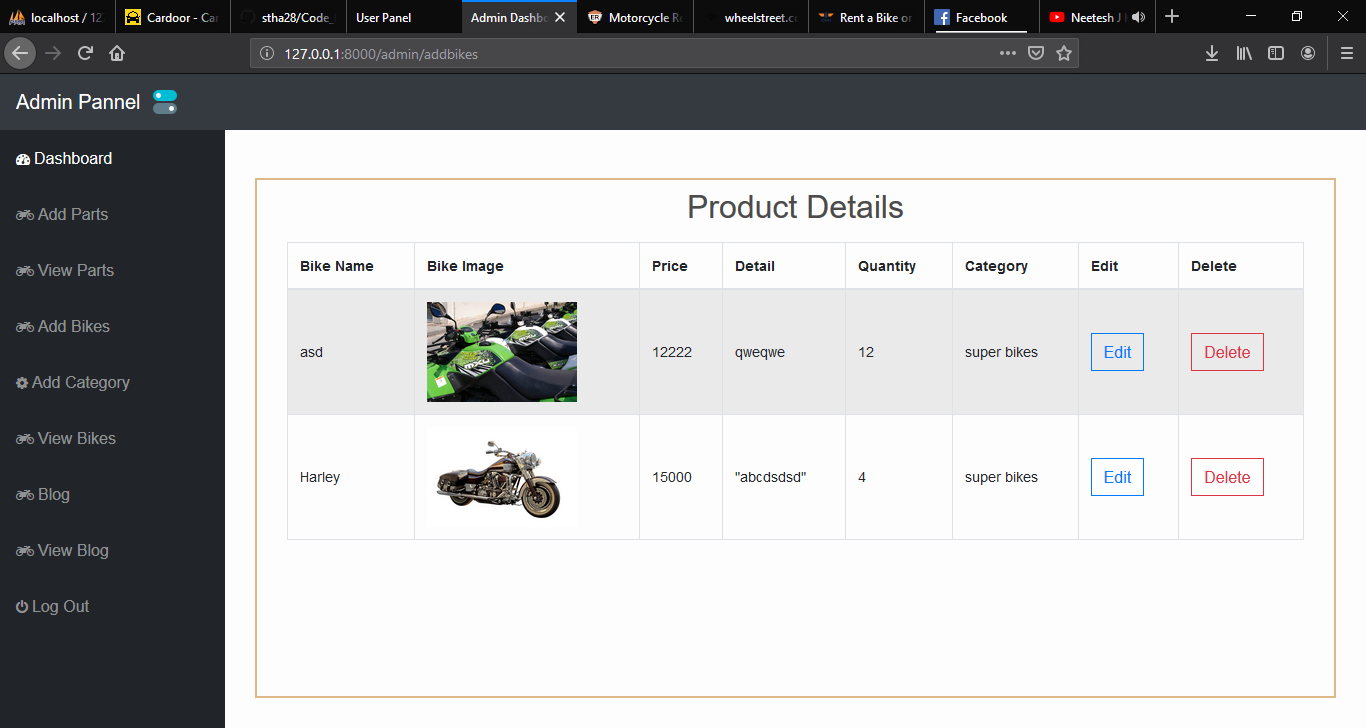 localhost / 12
Cardoor - Car
stha28/Code_
User Panel
Admin Dashbo
Motorcycle Re
wheelstreet.co
Rent a Bike or
Facebook
Neetesh J
127.0.0.1:8000/admin/addbikes
Admin Pannel
Dashboard
Add Parts
View Parts
Add Bikes
Add Category
View Bikes
Blog
View Blog
Log Out
Product Details
Bike Name Bike Image Price Detail Quantity Category Edit Delete
asd 12222 qweqwe 12 super bikes Edit Delete
MXU
Harley 15000 "abcdsdsd" 4 super bikes Edit Delete